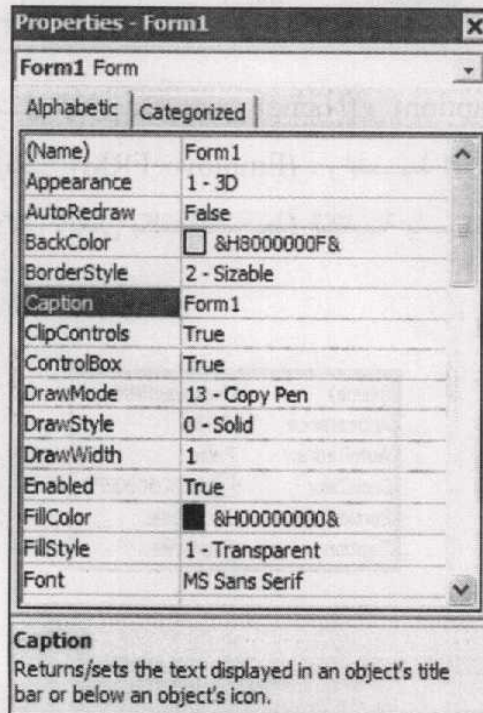 Properties - Form1
Form1 Form
Alphabetic Categorized
(Name) Form1
Appearance 1 - 3D
AutoRedraw False
BackColor &H8000000F&
BorderStyle 2 - Sizable
Caption Form1
ClipControls True
ControlBox True
DrawMode 13 - Copy Pen
DrawStyle 0 - Solid
DrawWidth 1
Enabled True
FillColor &H00000000&
FillStyle 1 - Transparent
Font MS Sans Serif
Caption
Returns/sets the text displayed in an object's title
bar or below an object's icon.